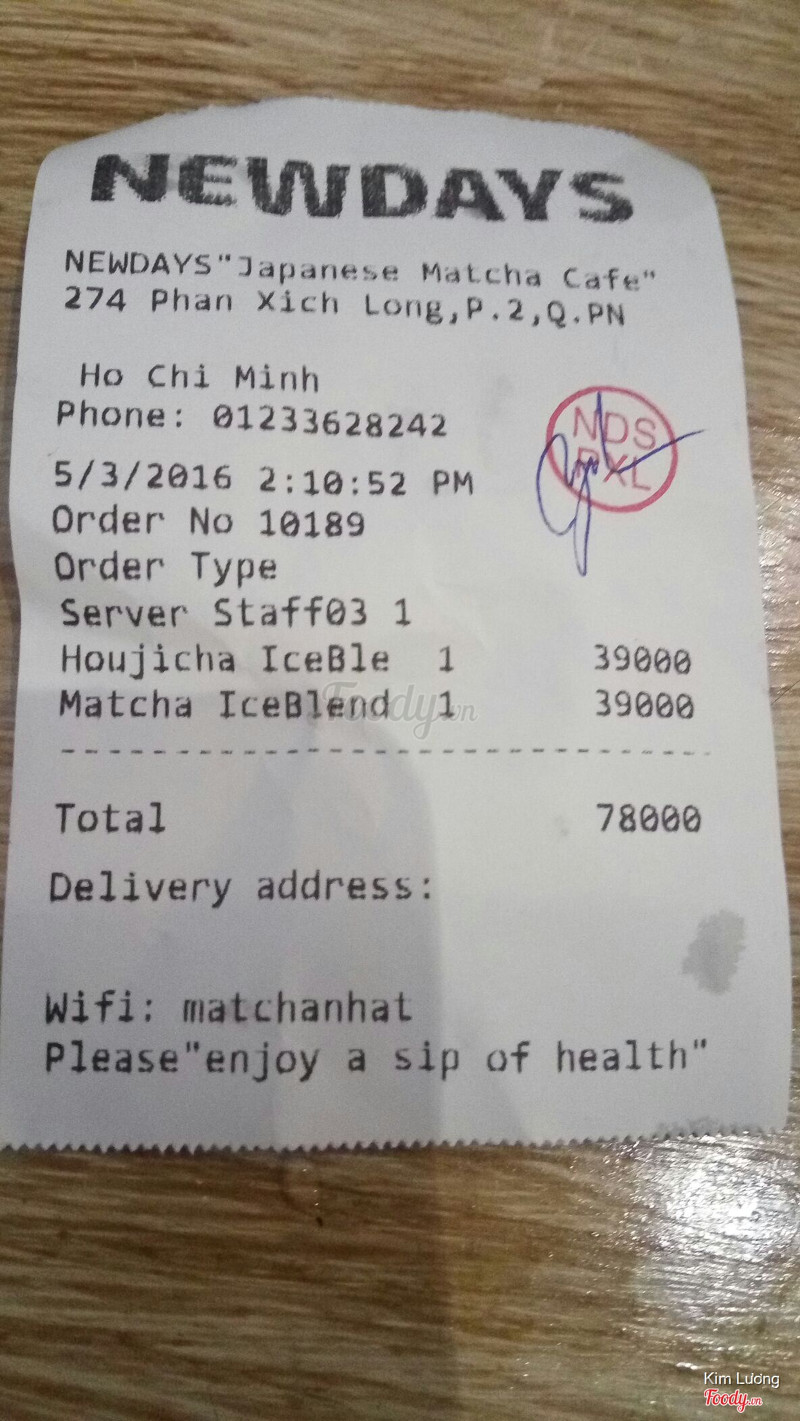 NEWDAYS
NEWDAYS"Japanese Matcha Cafe"
274 Phan Xich Long,P.2,Q.PN
Ho Chi Minh
Phone: 01233628242
NDS
PXL
5/3/2016 2:10:52 PM
Order No 10189
Order Type
Server Staff03 1
Houjicha IceBle 1 39000
Matcha IceBlend 1 39000
Foody.vn
Total 78000
Delivery address:
Wifi: matchanhat
Please"enjoy a sip of health"
Kim Lương
Foody.vn